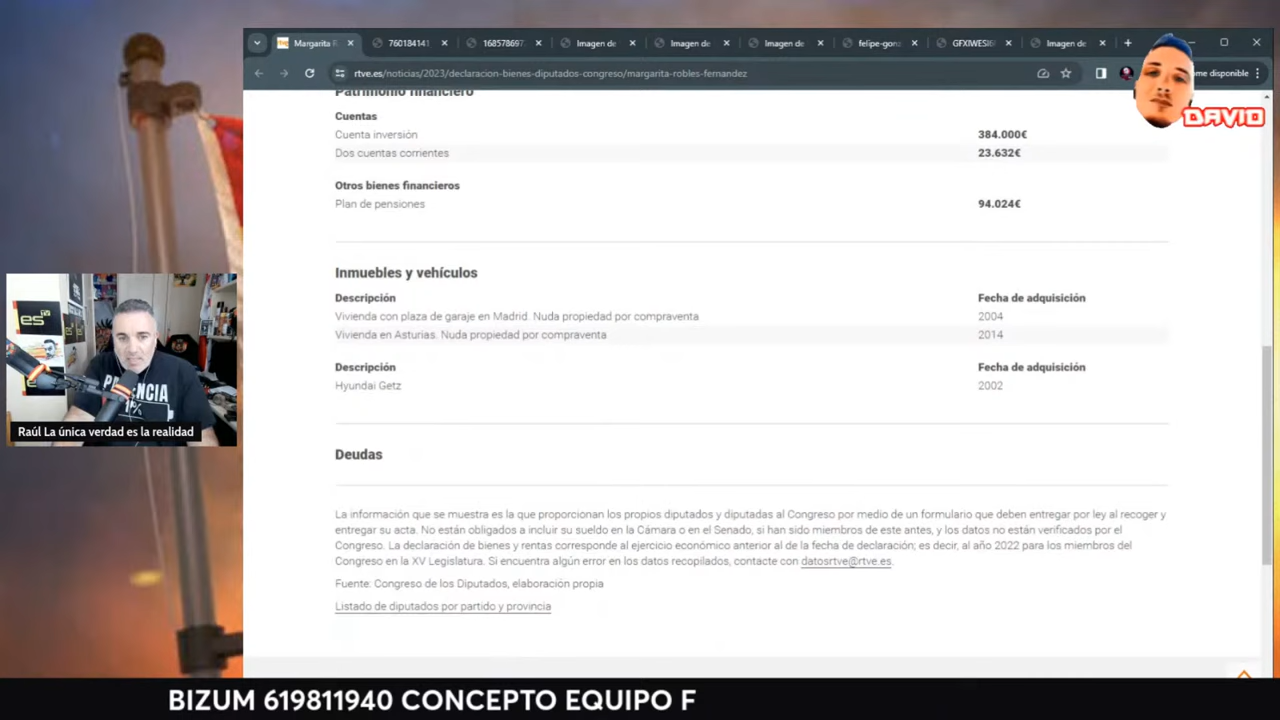 Margarita R
760184141
168578697
Imagen de
Imagen de
Imagen de
felipe-gon
GFXIWESI
Imagen de
rtve.es/noticias/2023/declaracion-bienes-diputados-congreso/margarita-robles-fernandez
me disponible
DAVID
Patrimonio financiero
Cuentas
Cuenta inversión 384.000€
Dos cuentas corrientes 23.632€
Otros bienes financieros
Plan de pensiones 94.024€
Inmuebles y vehículos
Descripción Fecha de adquisición
Vivienda con plaza de garaje en Madrid. Nuda propiedad por compraventa 2004
Vivienda en Asturias. Nuda propiedad por compraventa 2014
Descripción Fecha de adquisición
Hyundai Getz 2002
Deudas
La información que se muestra es la que proporcionan los propios diputados y diputadas al Congreso por medio de un formulario que deben entregar por ley al recoger y
entregar su acta. No están obligados a incluir su sueldo en la Cámara o en el Senado, si han sido miembros de este antes, y los datos no están verificados por el
Congreso. La declaración de bienes y rentas corresponde al ejercicio económico anterior al de la fecha de declaración; es decir, al año 2022 para los miembros del
Congreso en la XV Legislatura. Si encuentra algún error en los datos recopilados, contacte con datosrtve@rtve.es.
Fuente: Congreso de los Diputados, elaboración propia
Listado de diputados por partido y provincia
es
Raúl La única verdad es la realidad
BIZUM 619811940 CONCEPTO EQUIPO F